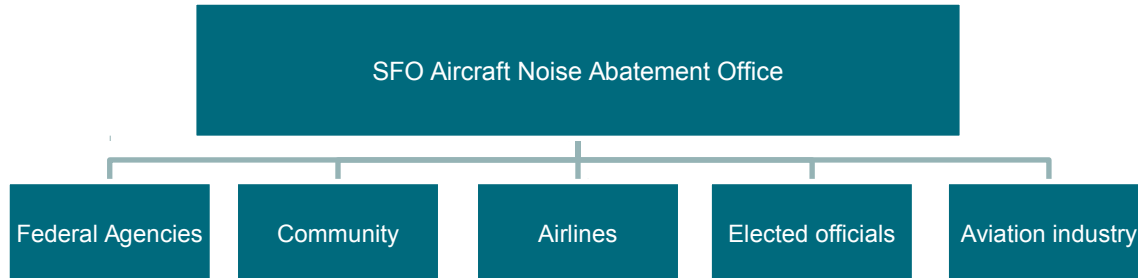 SFO Aircraft Noise Abatement Office
Federal Agencies
Community
Airlines
Elected officials
Aviation industry